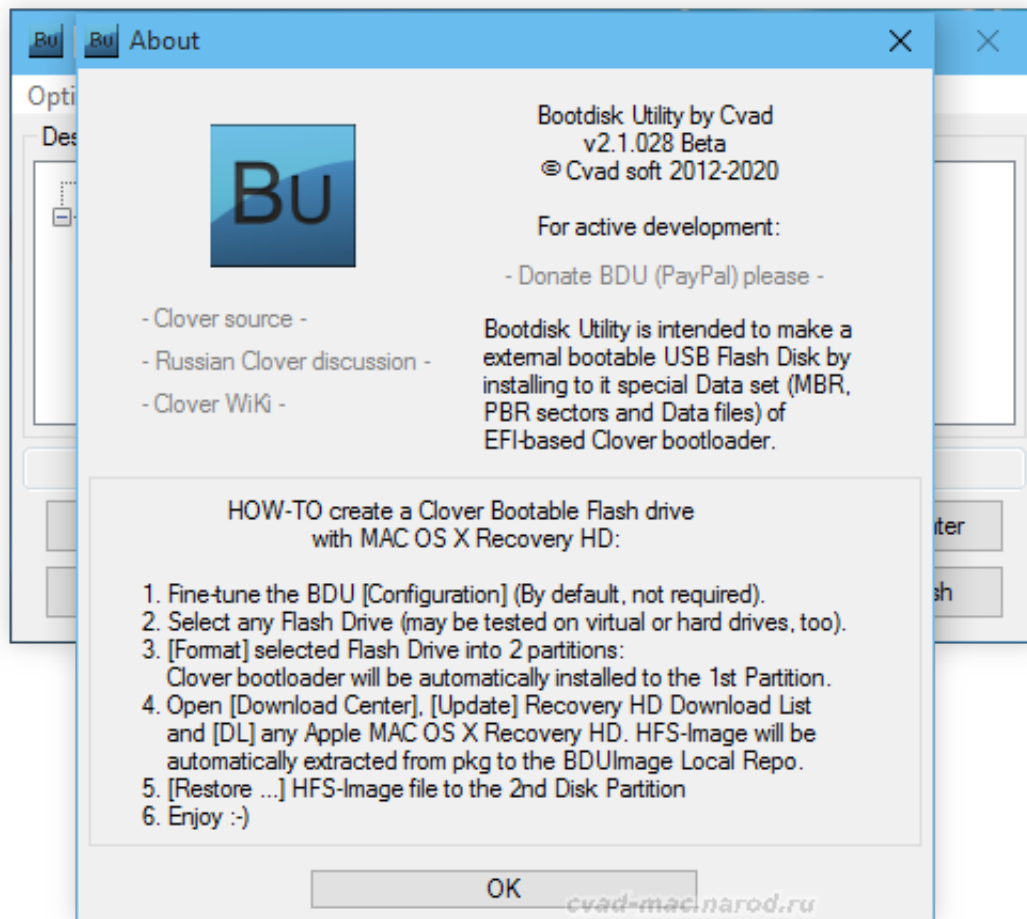 Bu
Bu About
Opti
Des
Bu
Bootdisk Utility by Cvad
v2.1.028 Beta
© Cvad soft 2012-2020
For active development:
- Donate BDU (PayPal) please -
- Clover source -
- Russian Clover discussion -
- Clover WiKi -
Bootdisk Utility is intended to make a
external bootable USB Flash Disk by
installing to it special Data set (MBR,
PBR sectors and Data files) of
EFI-based Clover bootloader.
HOW-TO create a Clover Bootable Flash drive
with MAC OS X Recovery HD:
1. Fine-tune the BDU [Configuration] (By default, not required).
2. Select any Flash Drive (may be tested on virtual or hard drives, too).
3. [Format] selected Flash Drive into 2 partitions:
Clover bootloader will be automatically installed to the 1st Partition.
4. Open [Download Center], [Update] Recovery HD Download List
and [DL] any Apple MAC OS X Recovery HD. HFS-Image will be
automatically extracted from pkg to the BDUImage Local Repo.
5. [Restore ...] HFS-Image file to the 2nd Disk Partition
6. Enjoy :-)
nter
sh
OK
cvad-mac.narod.ru